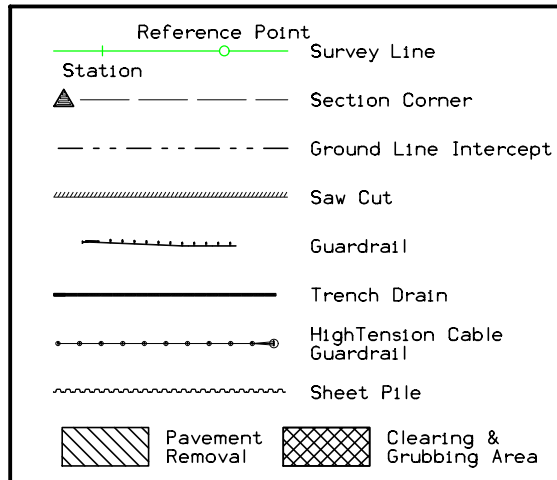 Reference Point
Survey Line
Station
Section Corner
Ground Line Intercept
Saw Cut
Guardrail
Trench Drain
HighTension Cable
Guardrail
Sheet Pile
Pavement
Removal
Clearing &
Grubbing Area